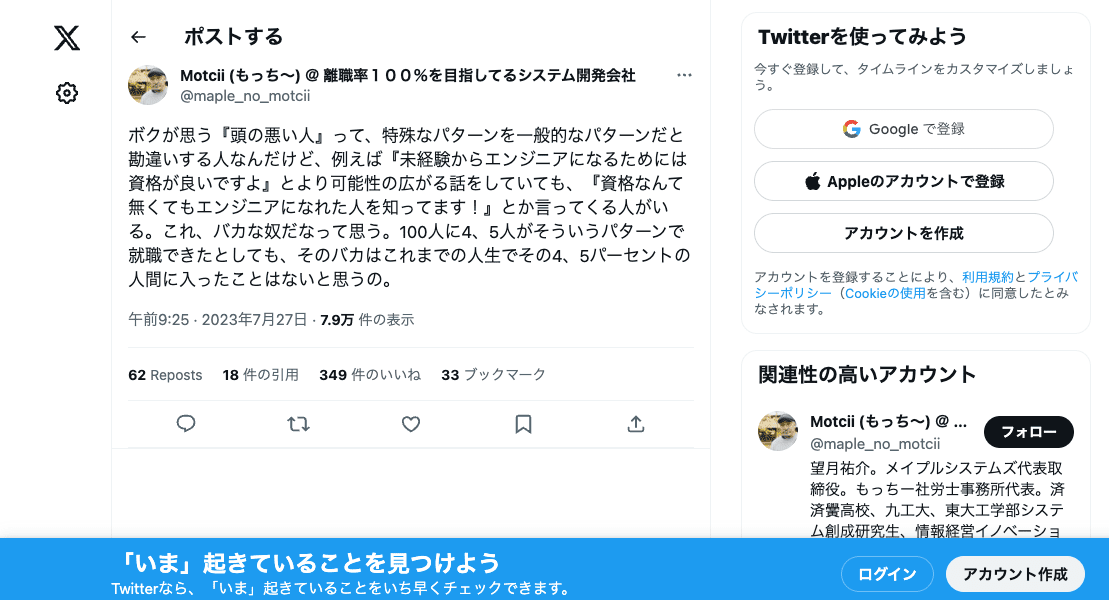 ポストする
Motcii (もっち〜) @ 離職率１００%を目指してるシステム開発会社
@maple_no_motcii
ボクが思う『頭の悪い人』って、特殊なパターンを一般的なパターンだと
勘違いする人なんだけど、例えば『未経験からエンジニアになるためには
資格が良いですよ』とより可能性の広がる話をしていても、『資格なんて
無くてもエンジニアになれた人を知ってます！』とか言ってくる人がい
る。これ、バカな奴だなって思う。100人に4、5人がそういうパターンで
就職できたとしても、そのバカはこれまでの人生でその4、5パーセントの
人間に入ったことはないと思うの。
午前9:25 · 2023年7月27日 · 7.9万 件の表示
62 Reposts 18 件の引用 349 件のいいね 33 ブックマーク
Twitterを使ってみよう
今すぐ登録して、タイムラインをカスタマイズしましょ
う。
Google で登録
Appleのアカウントで登録
アカウントを作成
アカウントを登録することにより、利用規約とプライバ
シーポリシー（Cookieの使用を含む）に同意したとみ
なされます。
関連性の高いアカウント
Motcii (もっち〜) @ ...
@maple_no_motcii
フォロー
望月祐介。メイプルシステムズ代表取
締役。もっちー社労士事務所代表。済
済黌高校、九工大、東大工学部システ
ム創成研究生、情報経営イノベーショ
「いま」起きていることを見つけよう
Twitterなら、「いま」起きていることをいち早くチェックできます。
ログイン
アカウント作成